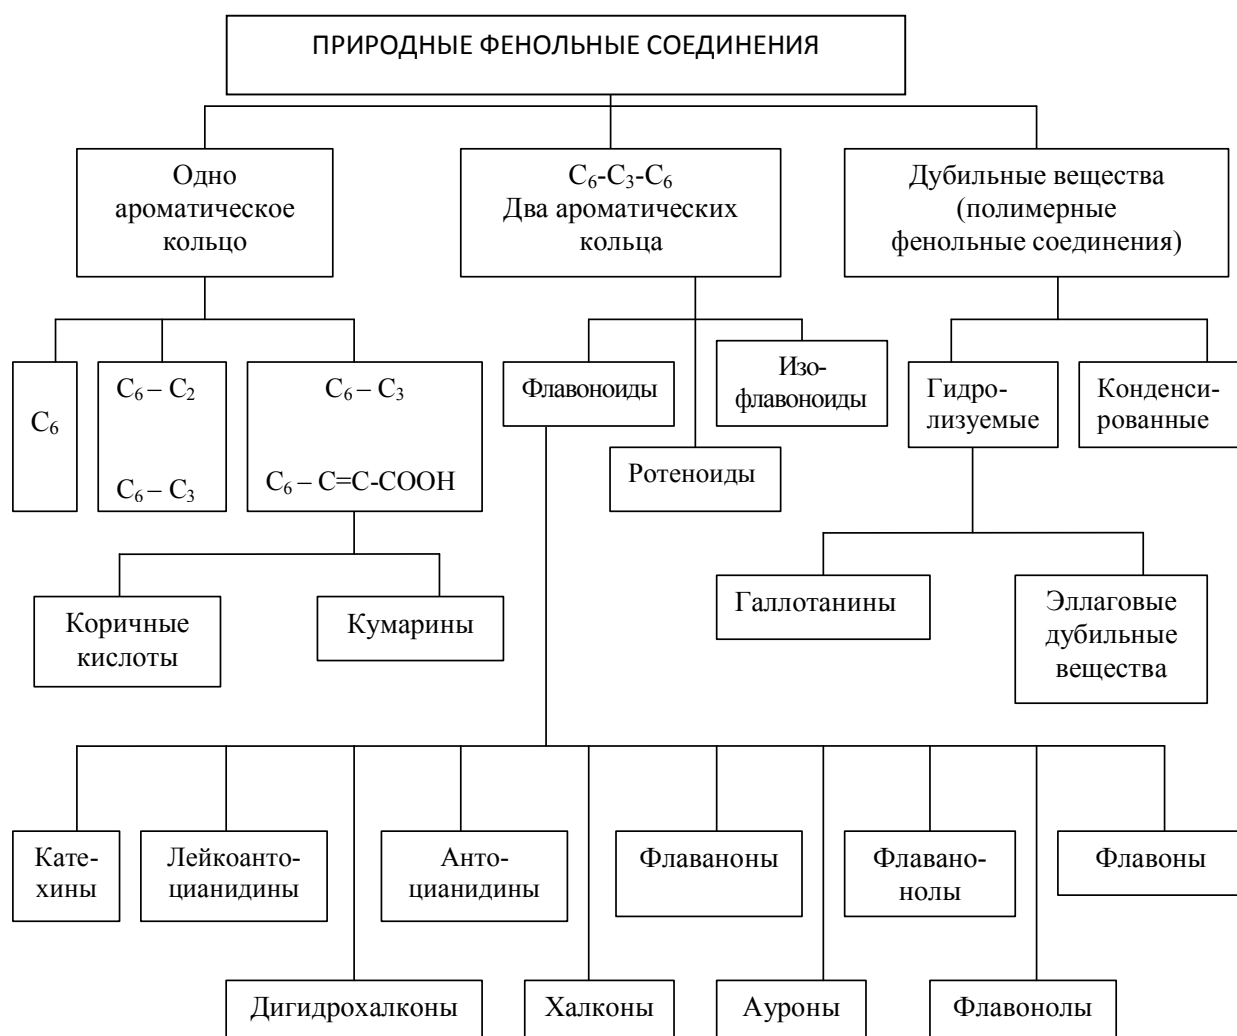 ПРИРОДНЫЕ ФЕНОЛЬНЫЕ СОЕДИНЕНИЯ
Одно
ароматическое
кольцо
C₆-C₃-C₆
Два ароматических
кольца
Дубильные вещества
(полимерные
фенольные соединения)
C₆
C₆ – C₂
C₆ – C₃
C₆ – C₃
C₆ – C=C-COOH
Флавоноиды
Изо-
флавоноиды
Ротеноиды
Гидро-
лизуемые
Конденси-
рованные
Коричные
кислоты
Кумарины
Галлотанины
Эллаговые
дубильные
вещества
Кате-
хины
Лейкоанто-
цианидины
Анто-
цианидины
Флаваноны
Флавано-
нолы
Флавоны
Дигидрохалконы
Халконы
Ауроны
Флавонолы